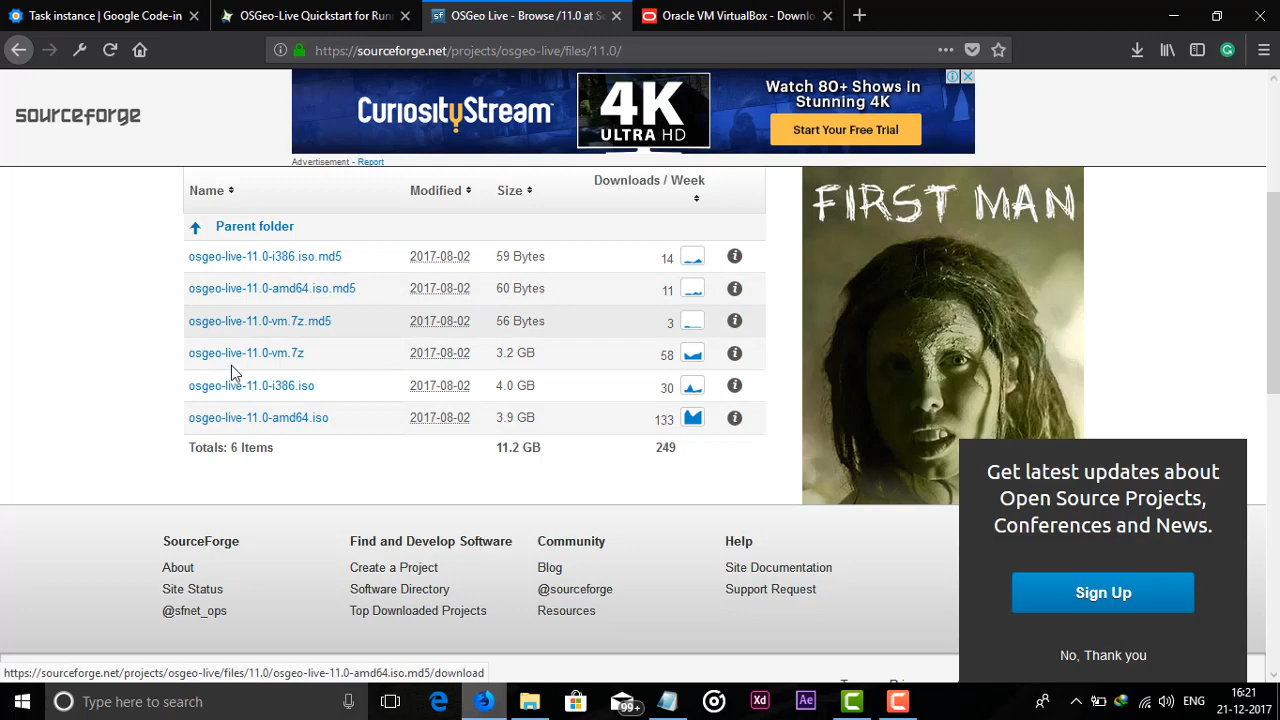 Task instance | Google Code-in
OSGeo-Live Quickstart for Runn
OSGeo Live - Browse /11.0 at So
Oracle VM VirtualBox - Downlo
https://sourceforge.net/projects/osgeo-live/files/11.0/
sourceforge
CuriosityStream
4K
ULTRA HD
Watch 80+ Shows in
Stunning 4K
Start Your Free Trial
Advertisement - Report
Name Modified Size Downloads / Week
Parent folder
osgeo-live-11.0-i386.iso.md5 2017-08-02 59 Bytes 14
osgeo-live-11.0-amd64.iso.md5 2017-08-02 60 Bytes 11
osgeo-live-11.0-vm.7z.md5 2017-08-02 56 Bytes 3
osgeo-live-11.0-vm.7z 2017-08-02 3.2 GB 58
osgeo-live-11.0-i386.iso 2017-08-02 4.0 GB 30
osgeo-live-11.0-amd64.iso 2017-08-02 3.9 GB 133
Totals: 6 Items 11.2 GB 249
FIRST MAN
Get latest updates about
Open Source Projects,
Conferences and News.
Sign Up
No, Thank you
SourceForge
About
Site Status
@sfnet_ops
Find and Develop Software
Create a Project
Software Directory
Top Downloaded Projects
Community
Blog
@sourceforge
Resources
Help
Site Documentation
Support Request
https://sourceforge.net/projects/osgeo-live/files/11.0/osgeo-live-11.0-amd64.iso.md5/download
Type here to search
99+
Xd
Ae
ENG
16:21
21-12-2017